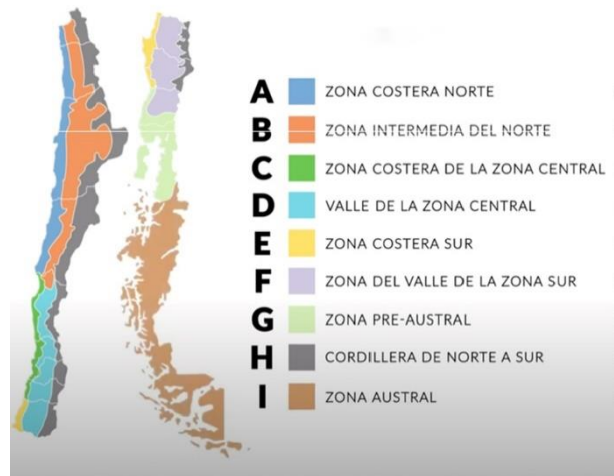 A ZONA COSTERA NORTE
B ZONA INTERMEDIA DEL NORTE
C ZONA COSTERA DE LA ZONA CENTRAL
D VALLE DE LA ZONA CENTRAL
E ZONA COSTERA SUR
F ZONA DEL VALLE DE LA ZONA SUR
G ZONA PRE-AUSTRAL
H CORDILLERA DE NORTE A SUR
I ZONA AUSTRAL